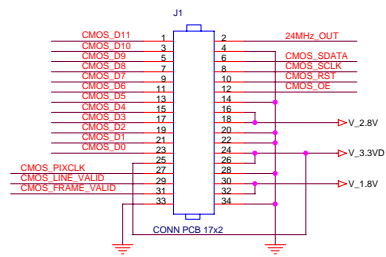 J1
CMOS_D11 1 2 24MHz_OUT
CMOS_D10 3 4
CMOS_D9 5 6 CMOS_SDATA
CMOS_D8 7 8 CMOS_SCLK
CMOS_D7 9 10 CMOS_RST
CMOS_D6 11 12 CMOS_OE
CMOS_D5 13 14
CMOS_D4 15 16
CMOS_D3 17 18 V_2.8V
CMOS_D2 19 20
CMOS_D1 21 22
CMOS_D0 23 24 V_3.3VD
25 26
CMOS_PIXCLK 27 28
CMOS_LINE_VALID 29 30 V_1.8V
CMOS_FRAME_VALID 31 32
33 34
CONN PCB 17x2